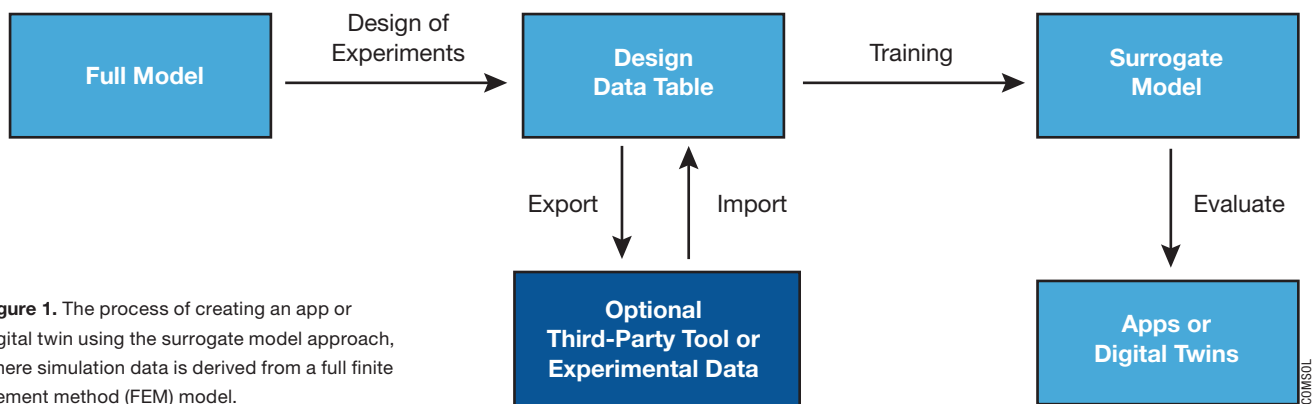 Full Model
Design of
Experiments
Design
Data Table
Training
Surrogate
Model
Export
Import
Evaluate
Optional
Third-Party Tool or
Experimental Data
Apps or
Digital Twins
gure 1. The process of creating an app or
gital twin using the surrogate model approach,
here simulation data is derived from a full finite
ement method (FEM) model.
COMSOL